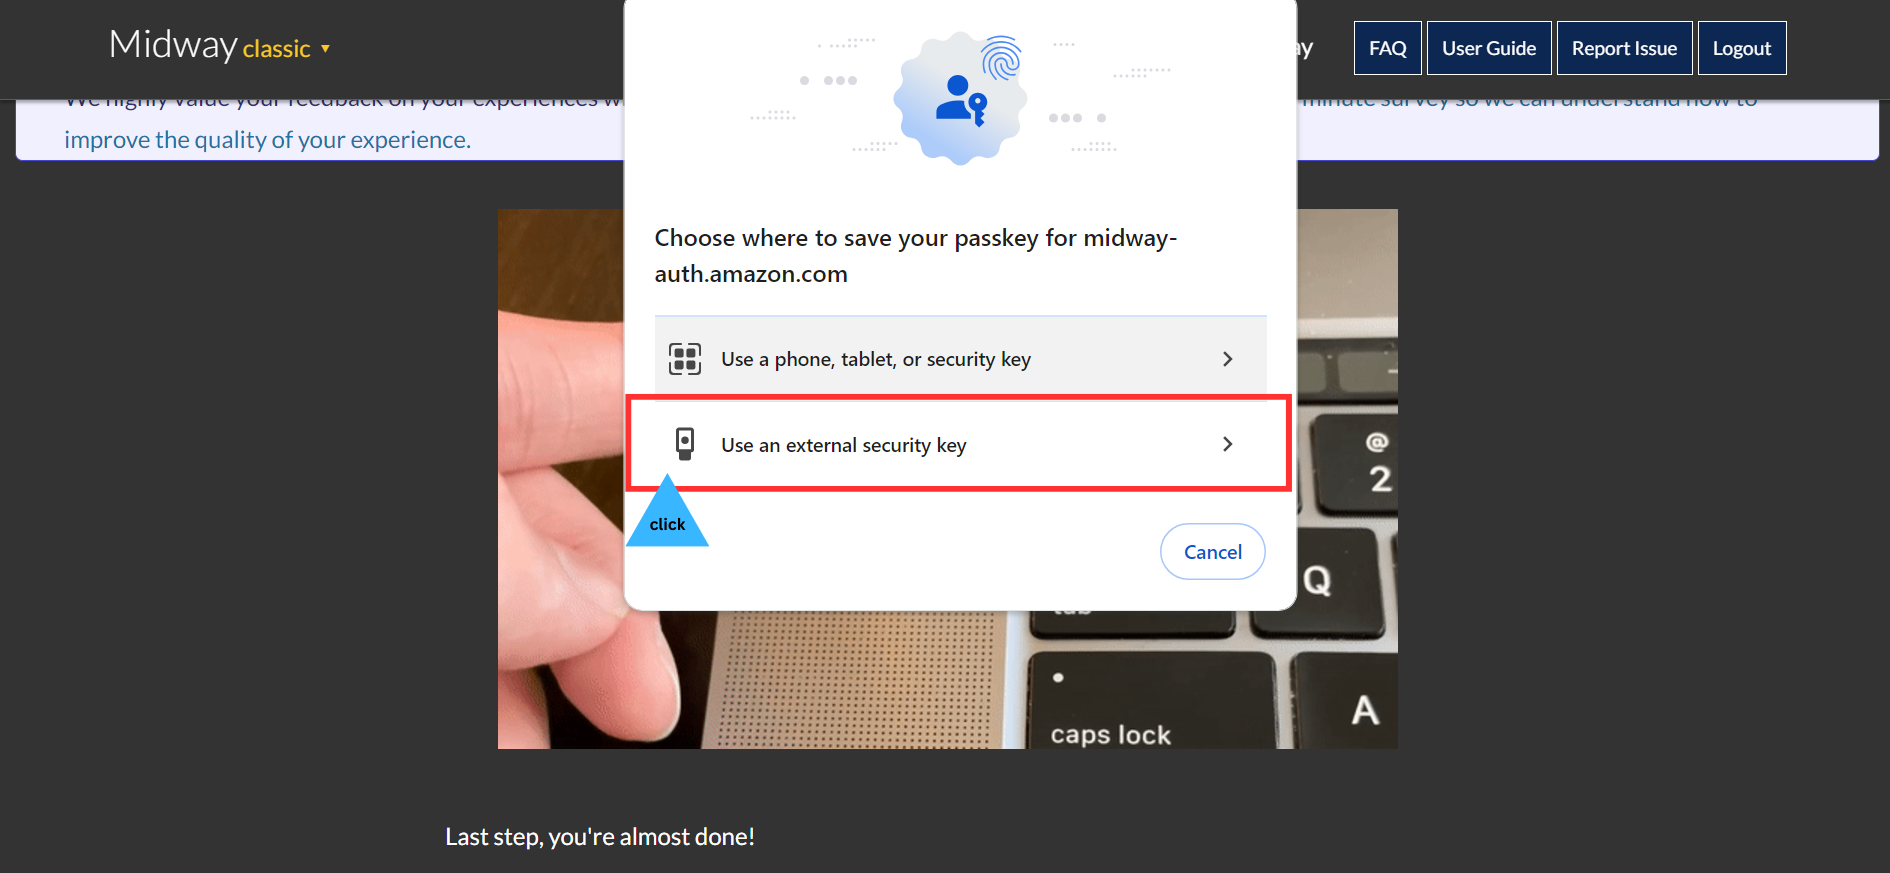 Midway classic ▾
ay
FAQ
User Guide
Report Issue
Logout
We highly value your feedback on your experiences w
minute survey so we can understand how to
improve the quality of your experience.
Choose where to save your passkey for midway-
auth.amazon.com
Use a phone, tablet, or security key
Use an external security key
click
Cancel
@
2
Q
tab
A
caps lock
Last step, you're almost done!